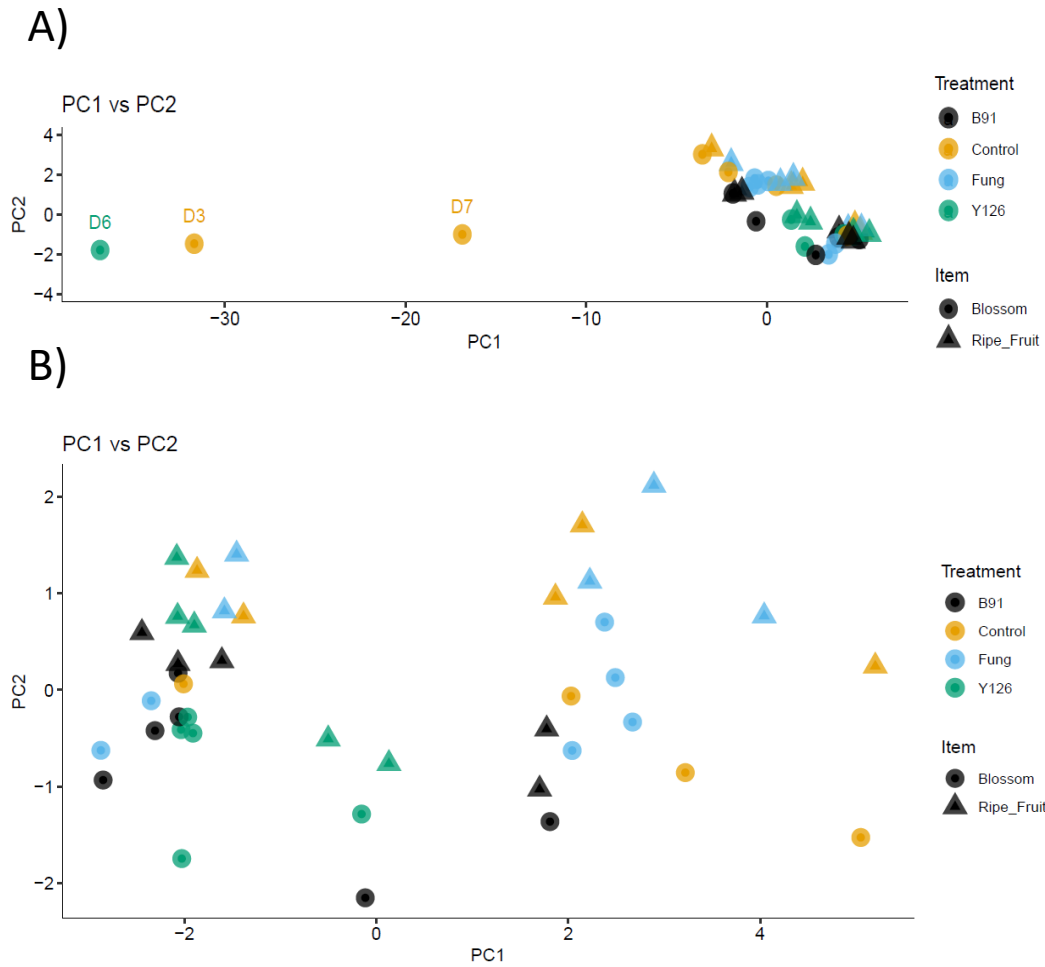 A)
PC1 vs PC2
4
2
0
−2
−4
PC2
D6
D3
D7
−30
−20
−10
0
PC1
Treatment
B91
Control
Fung
Y126
Item
Blossom
Ripe_Fruit
B)
PC1 vs PC2
2
1
0
−1
−2
PC2
−2
0
2
4
PC1
Treatment
B91
Control
Fung
Y126
Item
Blossom
Ripe_Fruit